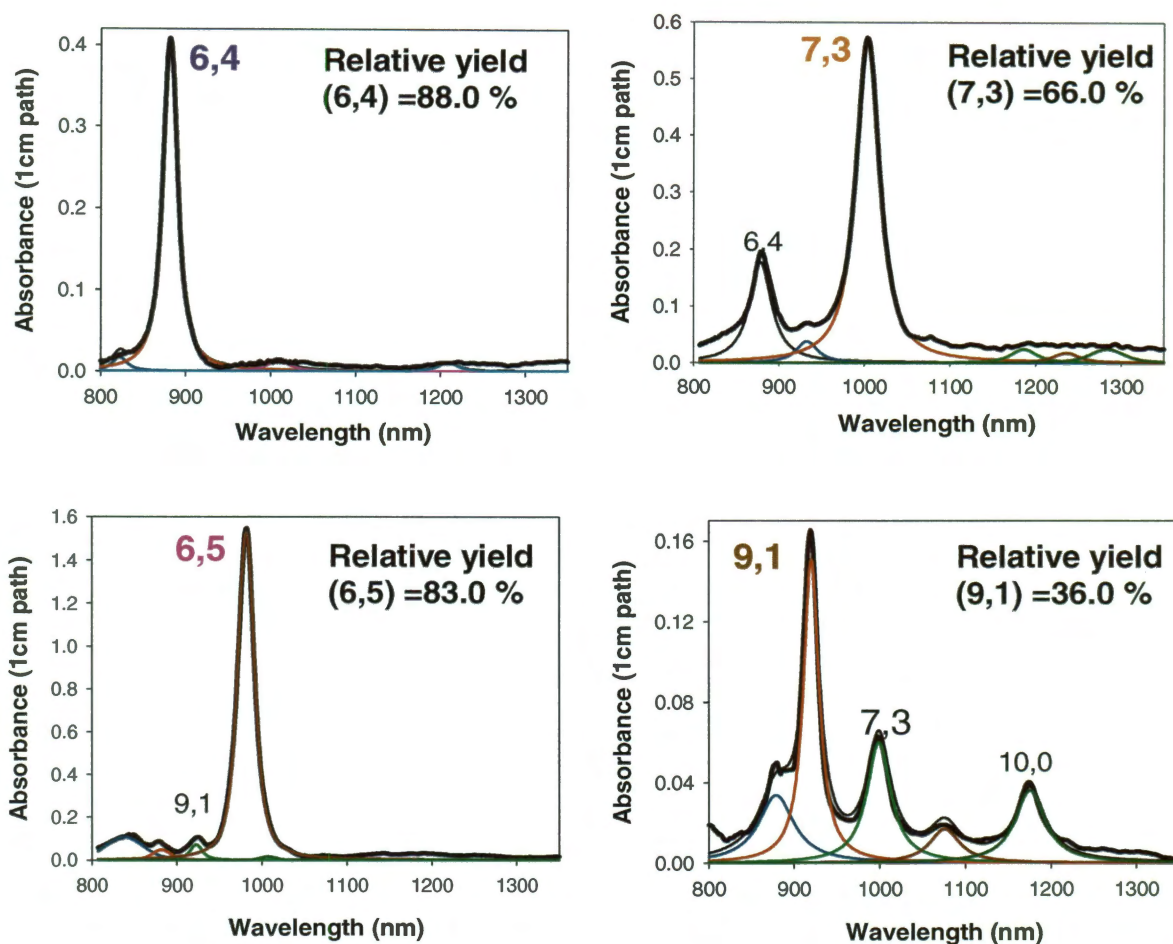 6,4
Relative yield
(6,4) =88.0 %
Absorbance (1cm path)
0.4
0.3
0.2
0.1
0.0
800 900 1000 1100 1200 1300
Wavelength (nm)
7,3
Relative yield
(7,3) =66.0 %
6,4
Absorbance (1cm path)
0.6
0.5
0.4
0.3
0.2
0.1
0.0
800 900 1000 1100 1200 1300
Wavelength (nm)
6,5
Relative yield
(6,5) =83.0 %
9,1
Absorbance (1cm path)
1.6
1.4
1.2
1.0
0.8
0.6
0.4
0.2
0.0
800 900 1000 1100 1200 1300
Wavelength (nm)
9,1
Relative yield
(9,1) =36.0 %
7,3
10,0
Absorbance (1cm path)
0.16
0.12
0.08
0.04
0.00
800 900 1000 1100 1200 1300
Wavelength (nm)